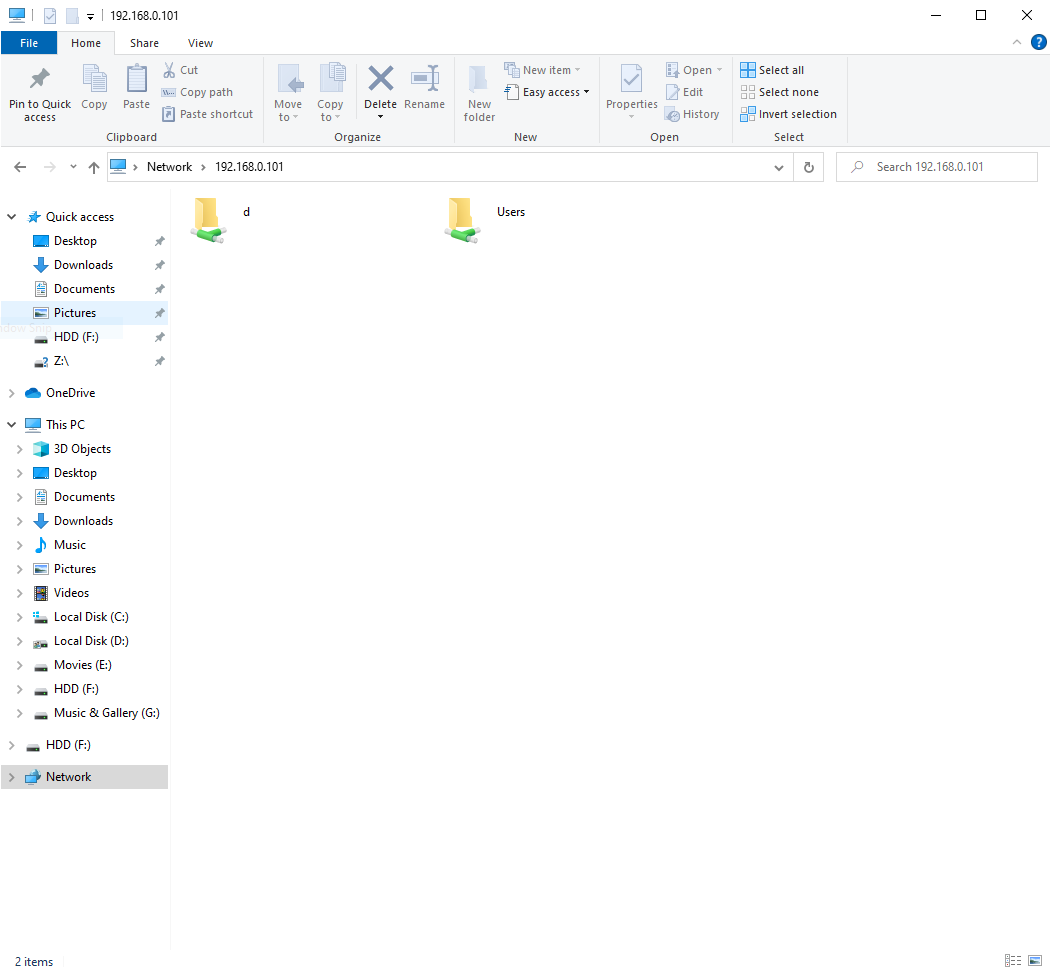 192.168.0.101
File Home Share View
Pin to Quick access
Copy
Paste
Cut
Copy path
Paste shortcut
Clipboard
Move to
Copy to
Delete
Rename
Organize
New folder
New item
Easy access
New
Properties
Open
Edit
History
Open
Select all
Select none
Invert selection
Select
Network > 192.168.0.101
Search 192.168.0.101
Quick access
Desktop
Downloads
Documents
Pictures
HDD (F:)
Z:\
OneDrive
This PC
3D Objects
Desktop
Documents
Downloads
Music
Pictures
Videos
Local Disk (C:)
Local Disk (D:)
Movies (E:)
HDD (F:)
Music & Gallery (G:)
HDD (F:)
Network
d
Users
2 items